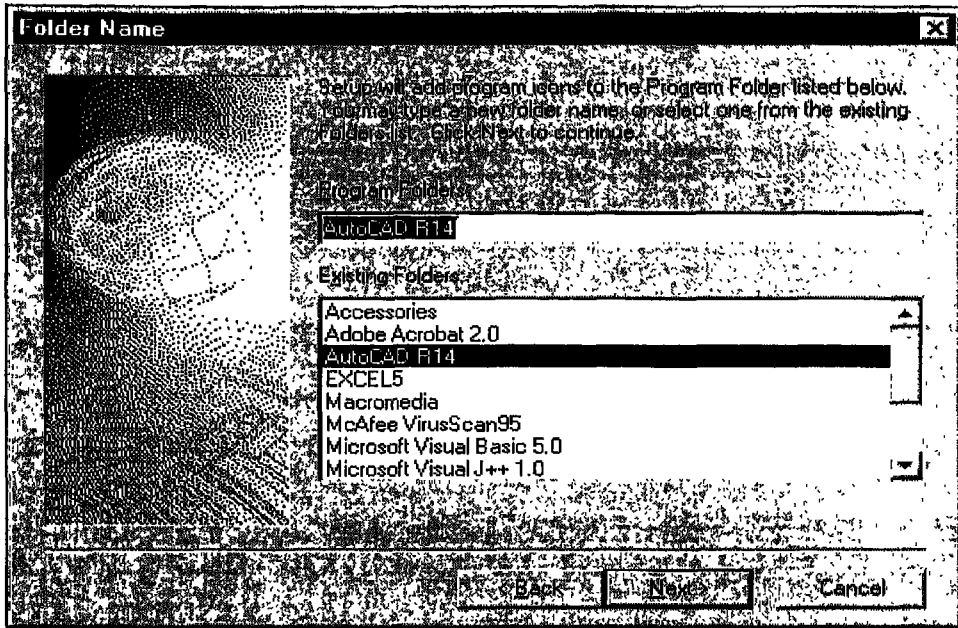 Folder Name
Setup will add program icons to the Program Folder listed below.
You may type a new folder name, or select one from the existing
Folders list. Click Next to continue.
Program Folders:
AutoCAD R14
Existing Folders:
Accessories
Adobe Acrobat 2.0
AutoCAD R14
EXCEL5
Macromedia
McAfee VirusScan95
Microsoft Visual Basic 5.0
Microsoft Visual J++ 1.0
< Back
Next >
Cancel